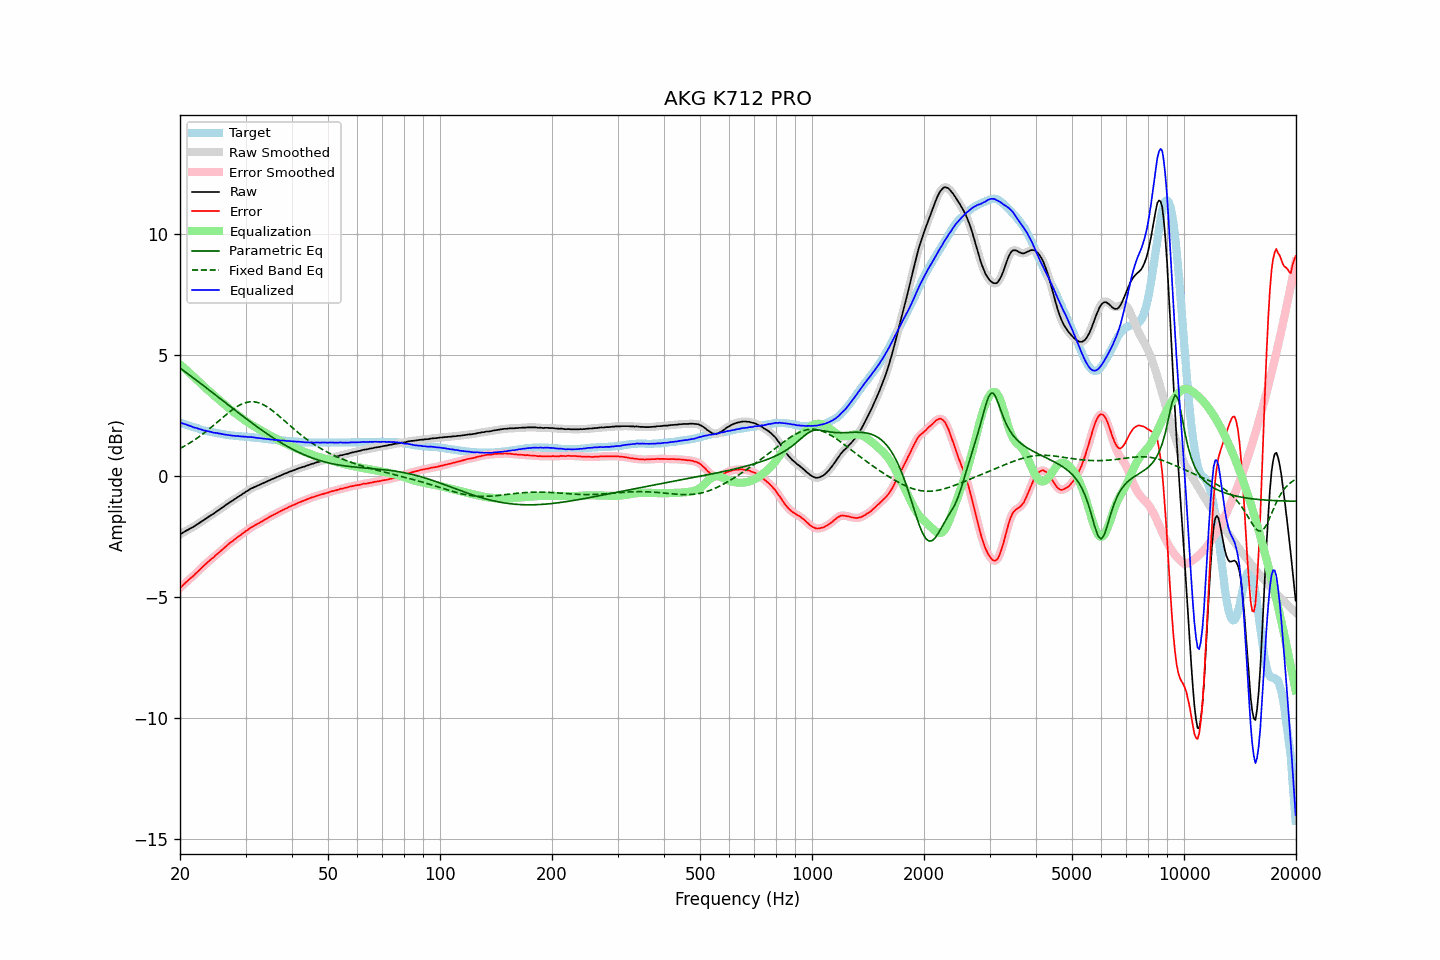 AKG K712 PRO
Target
Raw Smoothed
Error Smoothed
Raw
Error
Equalization
Parametric Eq
Fixed Band Eq
Equalized
Amplitude (dBr)
10
5
0
−5
−10
−15
20 50 100 200 500 1000 2000 5000 10000 20000
Frequency (Hz)